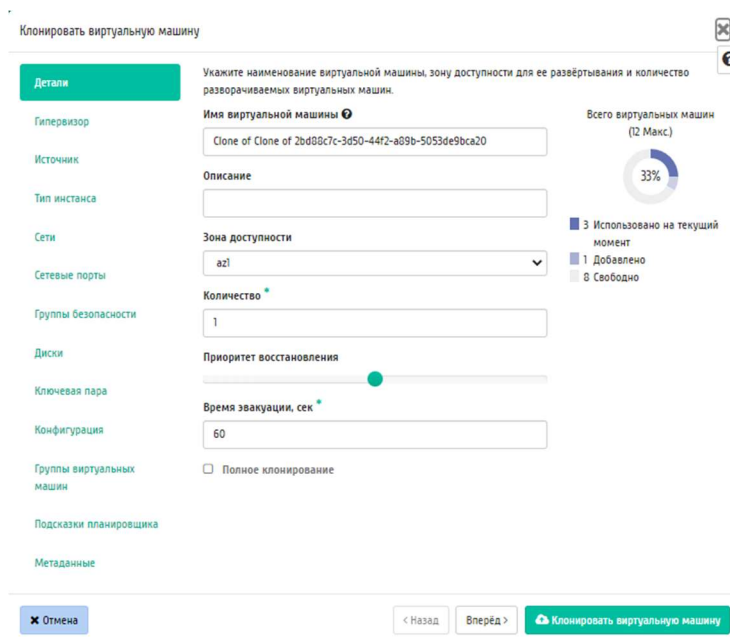 Клонировать виртуальную машину
Детали
Гипервизор
Источник
Тип инстанса
Сети
Сетевые порты
Группы безопасности
Диски
Ключевая пара
Конфигурация
Группы виртуальных
машин
Подсказки планировщика
Метаданные
Укажите наименование виртуальной машины, зону доступности для ее развёртывания и количество
разворачиваемых виртуальных машин.
Имя виртуальной машины
Clone of Clone of 2bd88c7c-3d50-44f2-a89b-5053de9bca20
Описание
Зона доступности
az1
Количество *
1
Приоритет восстановления
Время эвакуации, сек *
60
Полное клонирование
Всего виртуальных машин
(12 Макс.)
33%
3 Использовано на текущий
момент
1 Добавлено
8 Свободно
Отмена
< Назад
Вперёд >
Клонировать виртуальную машину